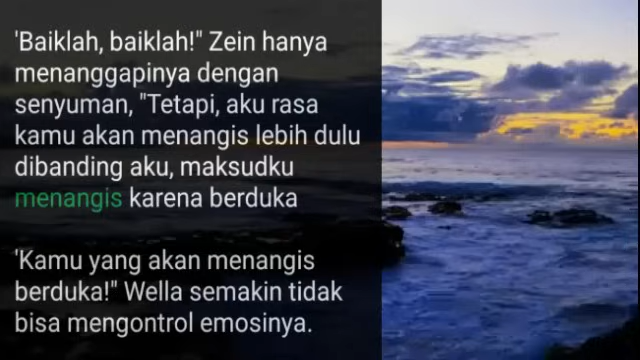 'Baiklah, baiklah!" Zein hanya
menanggapinya dengan
senyuman, "Tetapi, aku rasa
kamu akan menangis lebih dulu
dibanding aku, maksudku
menangis karena berduka
'Kamu yang akan menangis
berduka!" Wella semakin tidak
bisa mengontrol emosinya.